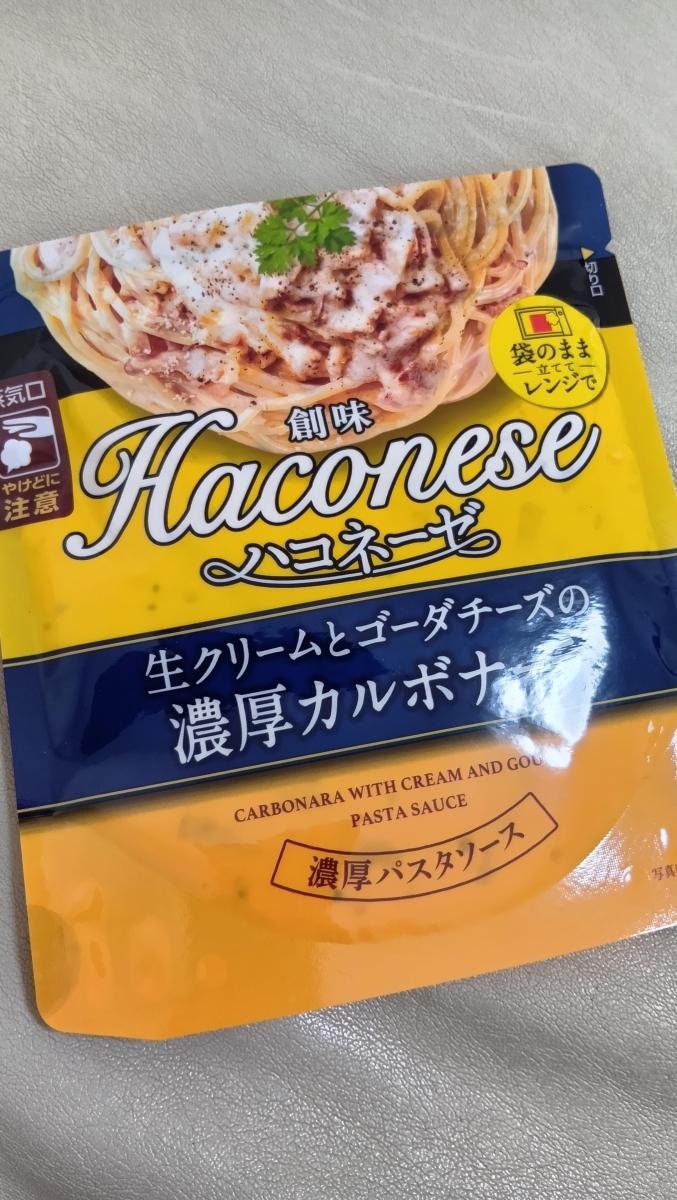 切り口
袋のまま
立てて
レンジで
気口
やけどに
注意
創味
Haconese
ハコネーゼ
生クリームとゴーダチーズの
濃厚カルボナ
CARBONARA WITH CREAM AND
PASTA SAUCE
濃厚パスタソース
写真